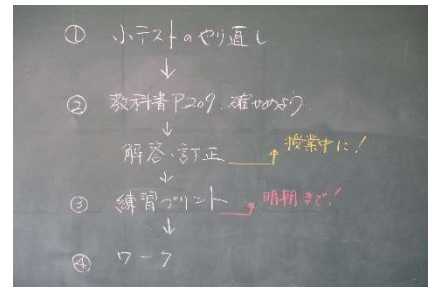 ① 小テストのやり直し
↓
② 教科書P.209 確かめよう
↓
解答・訂正 → 授業中に!
↓
③ 練習プリント → 明朝まで!
↓
④ ワーク